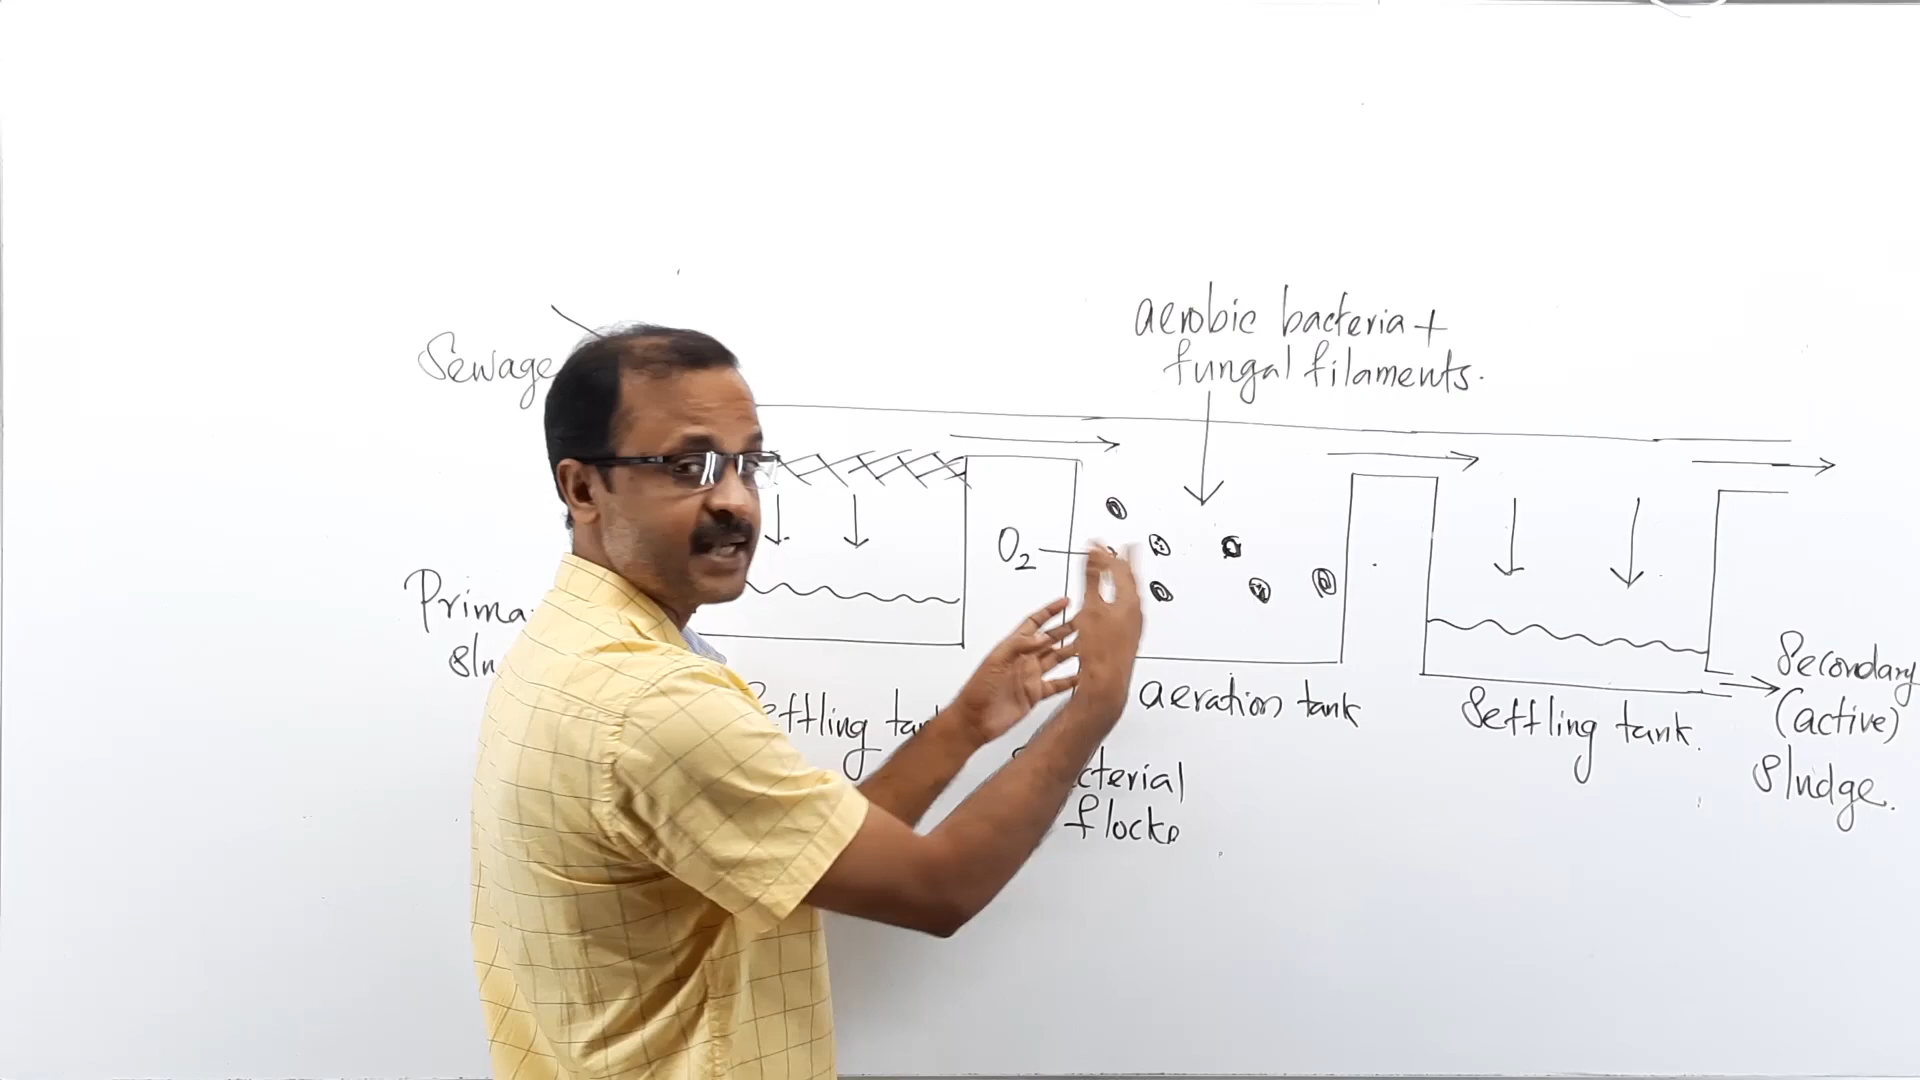 Sewage
aerobic bacteria +
fungal filaments.
O₂
aeration tank
Settling tank.
Secondary
(active)
sludge.
flocks